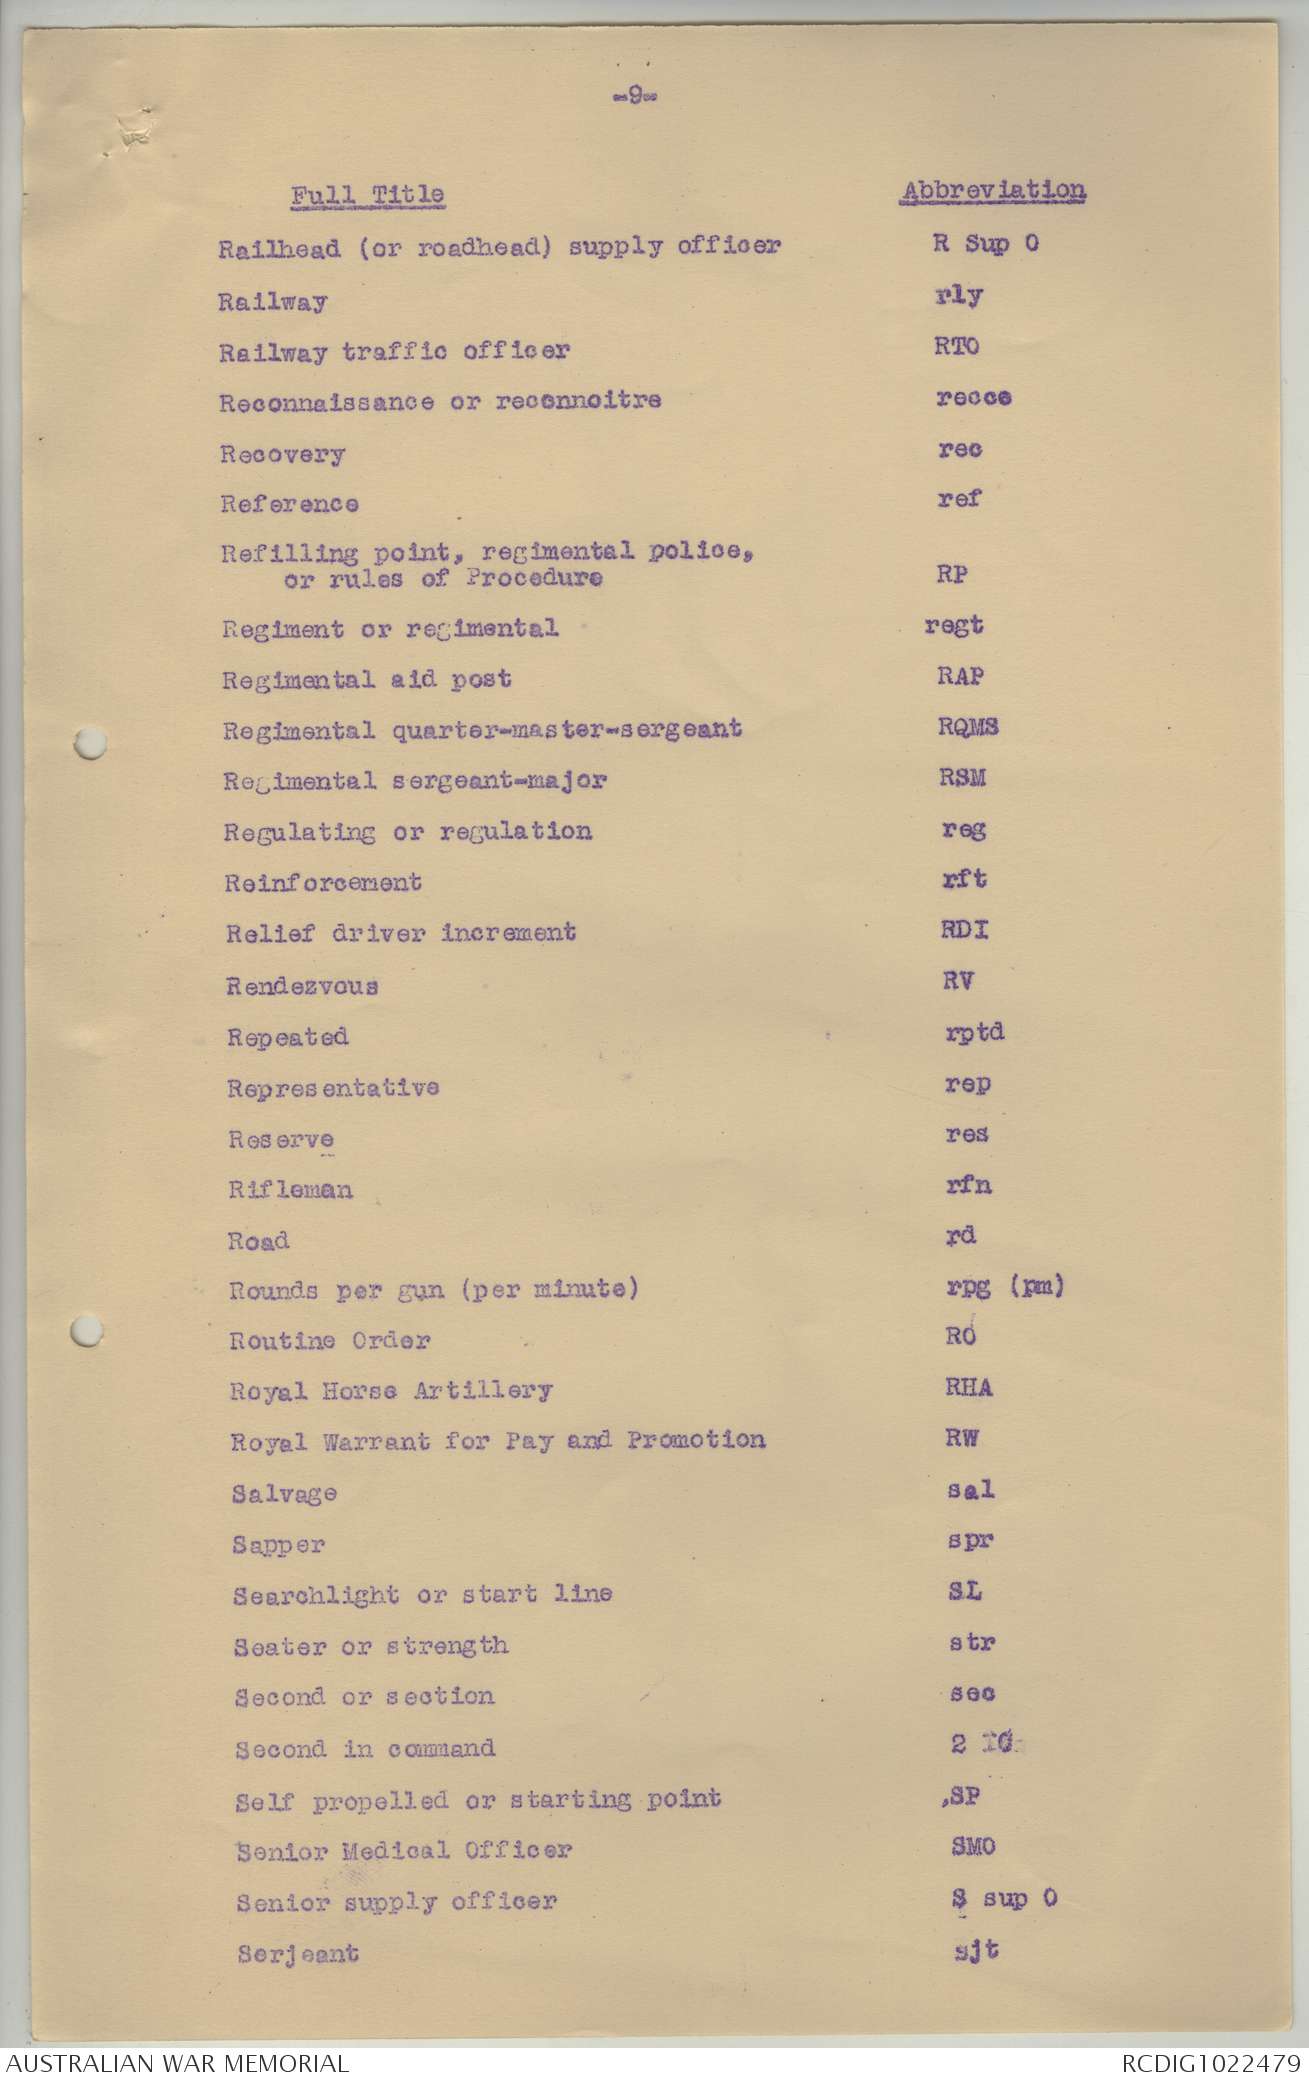 -9-
Full Title Abbreviation
Railhead (or roadhead) supply officer R Sup O
Railway rly
Railway traffic officer RTO
Reconnaissance or reconnoitre recce
Recovery rec
Reference ref
Refilling point, regimental police,
or rules of Procedure RP
Regiment or regimental regt
Regimental aid post RAP
Regimental quarter-master-sergeant RQMS
Regimental sergeant-major RSM
Regulating or regulation reg
Reinforcement rft
Relief driver increment RDI
Rendezvous RV
Repeated rptd
Representative rep
Reserve res
Rifleman rfn
Road rd
Rounds per gun (per minute) rpg (pm)
Routine Order RO
Royal Horse Artillery RHA
Royal Warrant for Pay and Promotion RW
Salvage sal
Sapper spr
Searchlight or start line SL
Seater or strength str
Second or section sec
Second in command 2 IC
Self propelled or starting point ,SP
Senior Medical Officer SMO
Senior supply officer S sup O
Serjeant sjt
AUSTRALIAN WAR MEMORIAL RCDIG1022479